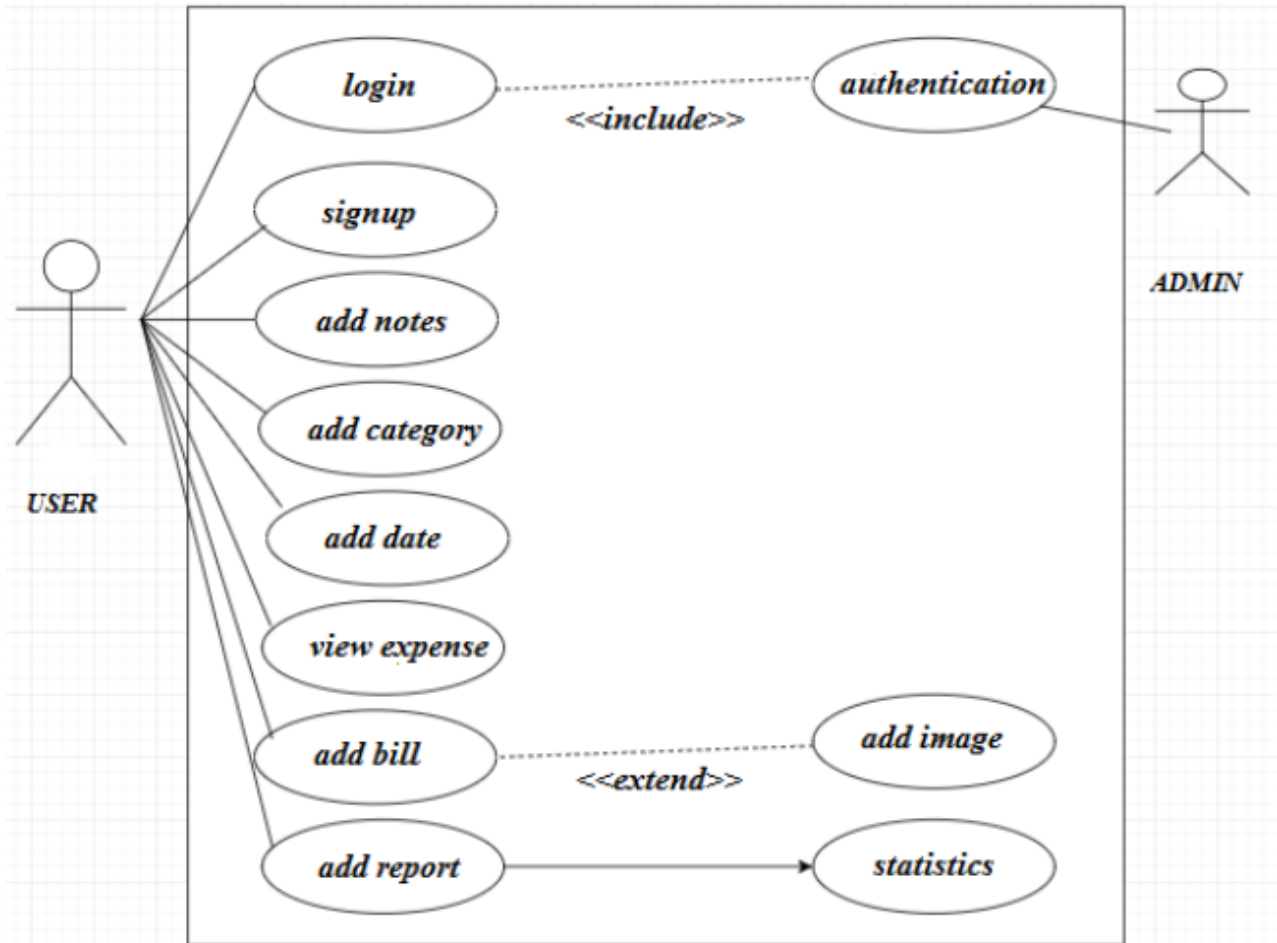 login
authentication
<<include>>
signup
ADMIN
add notes
add category
USER
add date
view expense
add bill
add image
<<extend>>
add report
statistics